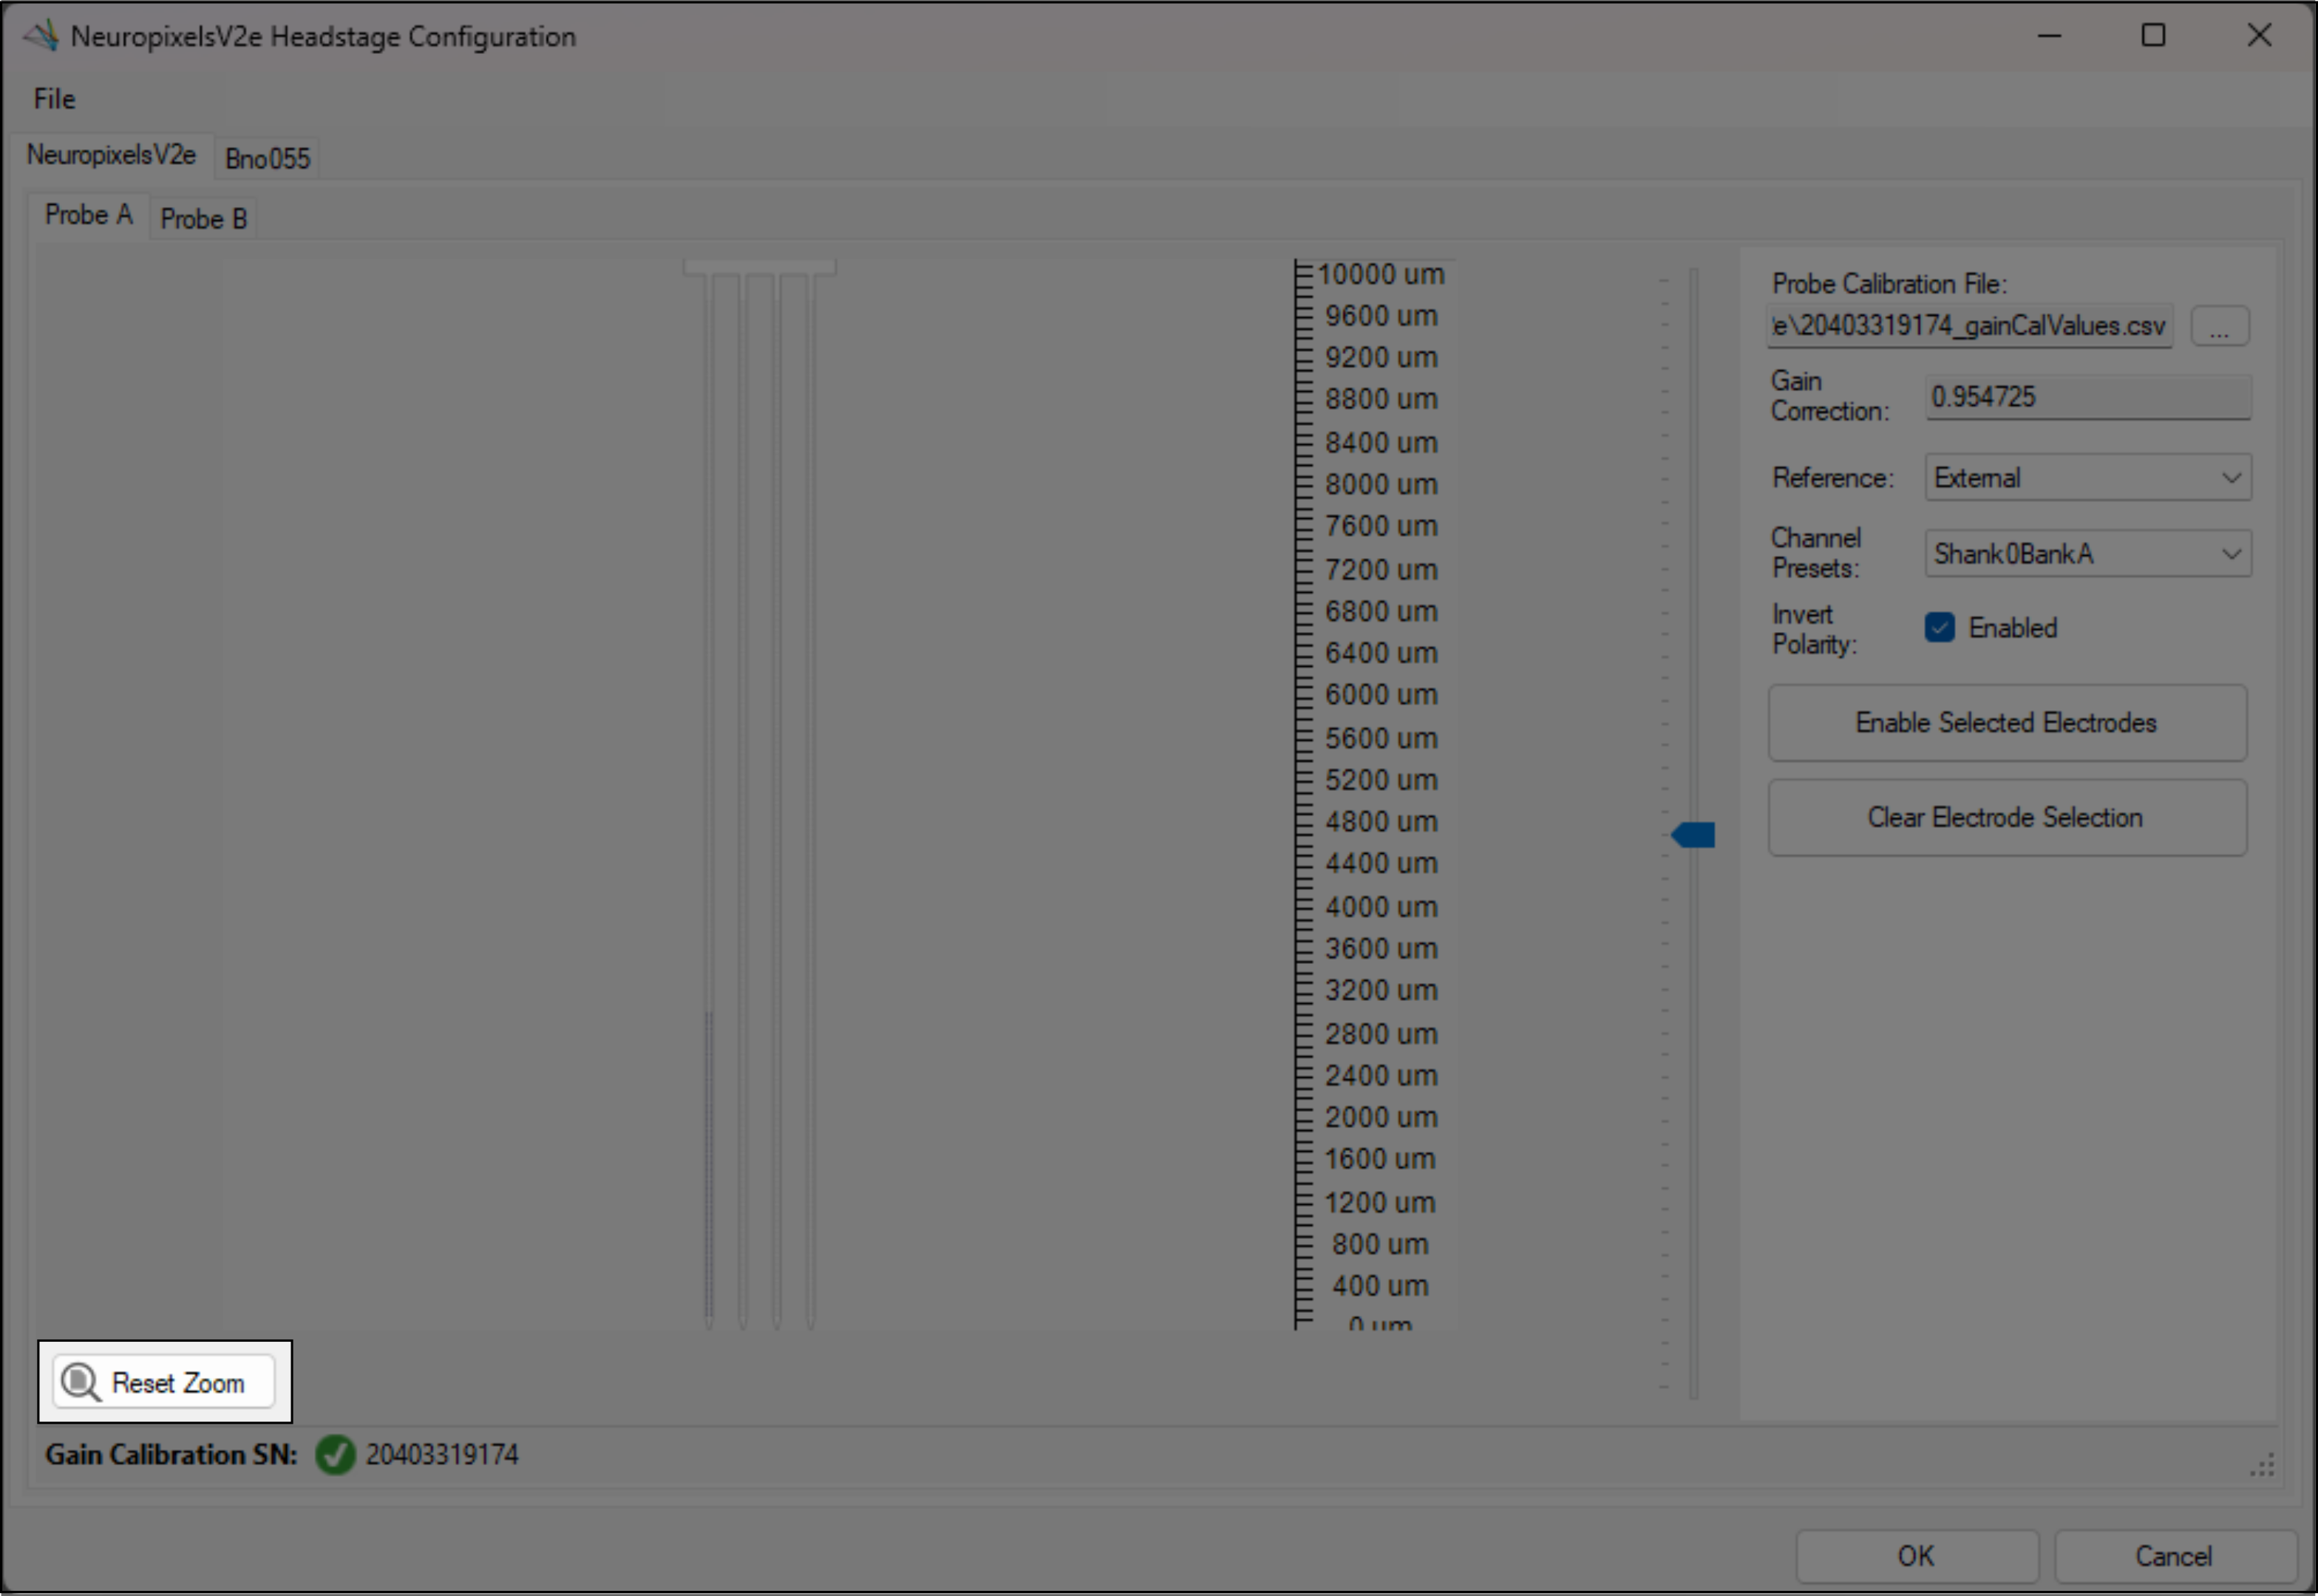 NeuropixelsV2e Headstage Configuration
File
NeuropixelsV2e Bno055
Probe A Probe B
10000 um
9600 um
9200 um
8800 um
8400 um
8000 um
7600 um
7200 um
6800 um
6400 um
6000 um
5600 um
5200 um
4800 um
4400 um
4000 um
3600 um
3200 um
2800 um
2400 um
2000 um
1600 um
1200 um
800 um
400 um
0 um
Probe Calibration File:
e\20403319174_gainCalValues.csv ...
Gain
Correction:
0.954725
Reference: External
Channel
Presets:
Shank0BankA
Invert
Polarity:
Enabled
Enable Selected Electrodes
Clear Electrode Selection
Reset Zoom
Gain Calibration SN: 20403319174
OK Cancel